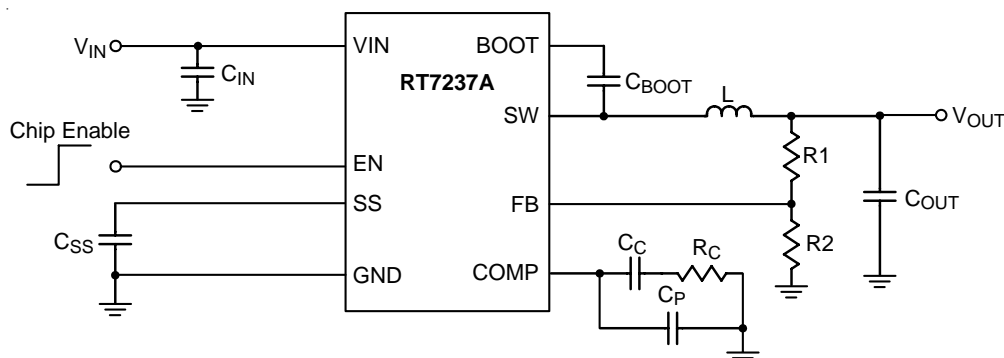 VIN
VIN
BOOT
CIN
RT7237A
CBOOT
L
SW
VOUT
Chip Enable
R1
EN
SS
FB
COUT
CSS
R2
CC
RC
GND
COMP
CP